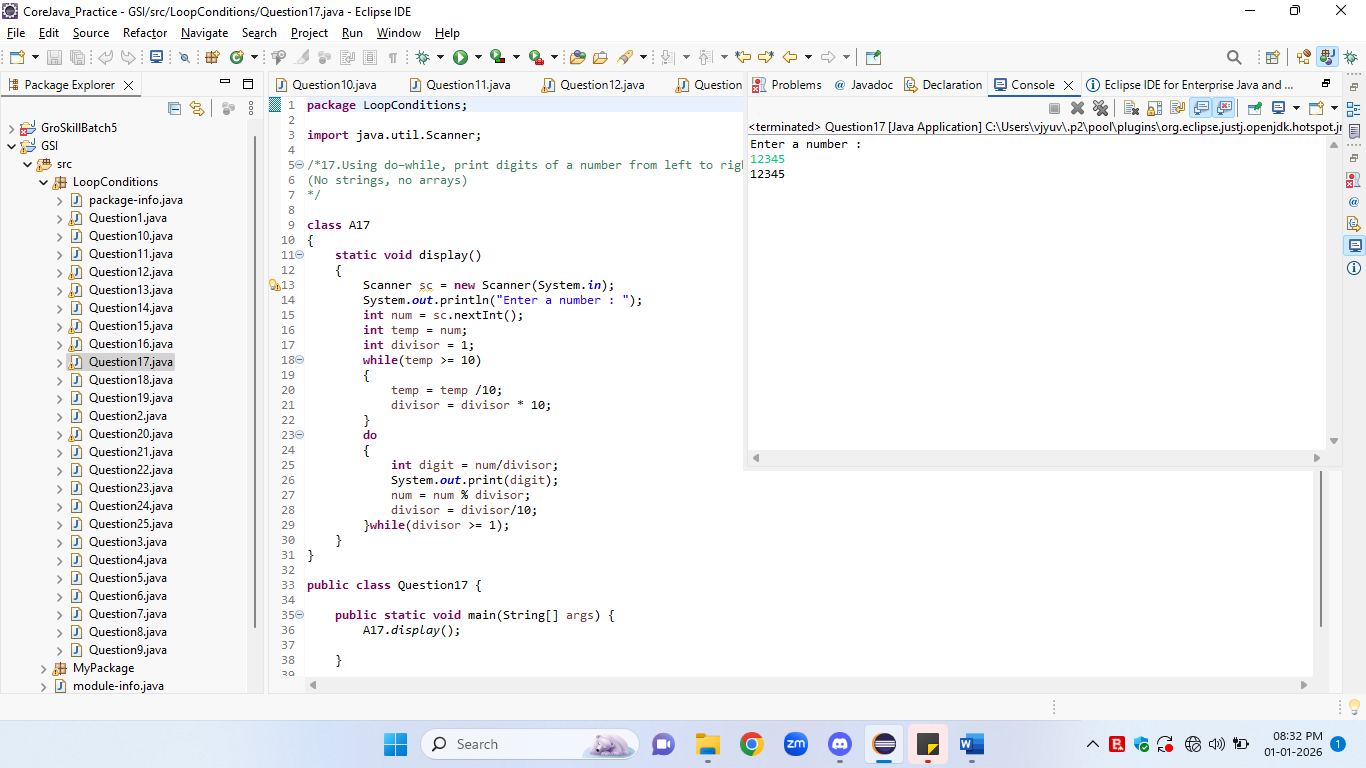 CoreJava_Practice - GSI/src/LoopConditions/Question17.java - Eclipse IDE
File Edit Source Refactor Navigate Search Project Run Window Help
Package Explorer
GroSkillBatch5
GSI
src
LoopConditions
package-info.java
Question1.java
Question10.java
Question11.java
Question12.java
Question13.java
Question14.java
Question15.java
Question16.java
Question17.java
Question18.java
Question19.java
Question2.java
Question20.java
Question21.java
Question22.java
Question23.java
Question24.java
Question25.java
Question3.java
Question4.java
Question5.java
Question6.java
Question7.java
Question8.java
Question9.java
MyPackage
module-info.java
Question10.java Question11.java Question12.java Question
1 package LoopConditions;
2
3 import java.util.Scanner;
4
5 /*17.Using do-while, print digits of a number from left to rig
6 (No strings, no arrays)
7 */
8
9 class A17
10 {
11 static void display()
12 {
13 Scanner sc = new Scanner(System.in);
14 System.out.println("Enter a number : ");
15 int num = sc.nextInt();
16 int temp = num;
17 int divisor = 1;
18 while(temp >= 10)
19 {
20 temp = temp /10;
21 divisor = divisor * 10;
22 }
23 do
24 {
25 int digit = num/divisor;
26 System.out.print(digit);
27 num = num % divisor;
28 divisor = divisor/10;
29 }while(divisor >= 1);
30 }
31 }
32
33 public class Question17 {
34
35 public static void main(String[] args) {
36 A17.display();
37
38 }
39
Problems Javadoc Declaration Console Eclipse IDE for Enterprise Java and ...
<terminated> Question17 [Java Application] C:\Users\vjyuv\.p2\pool\plugins\org.eclipse.justj.openjdk.hotspot.jr
Enter a number :
12345
12345
Search
zm
08:32 PM
01-01-2026
1